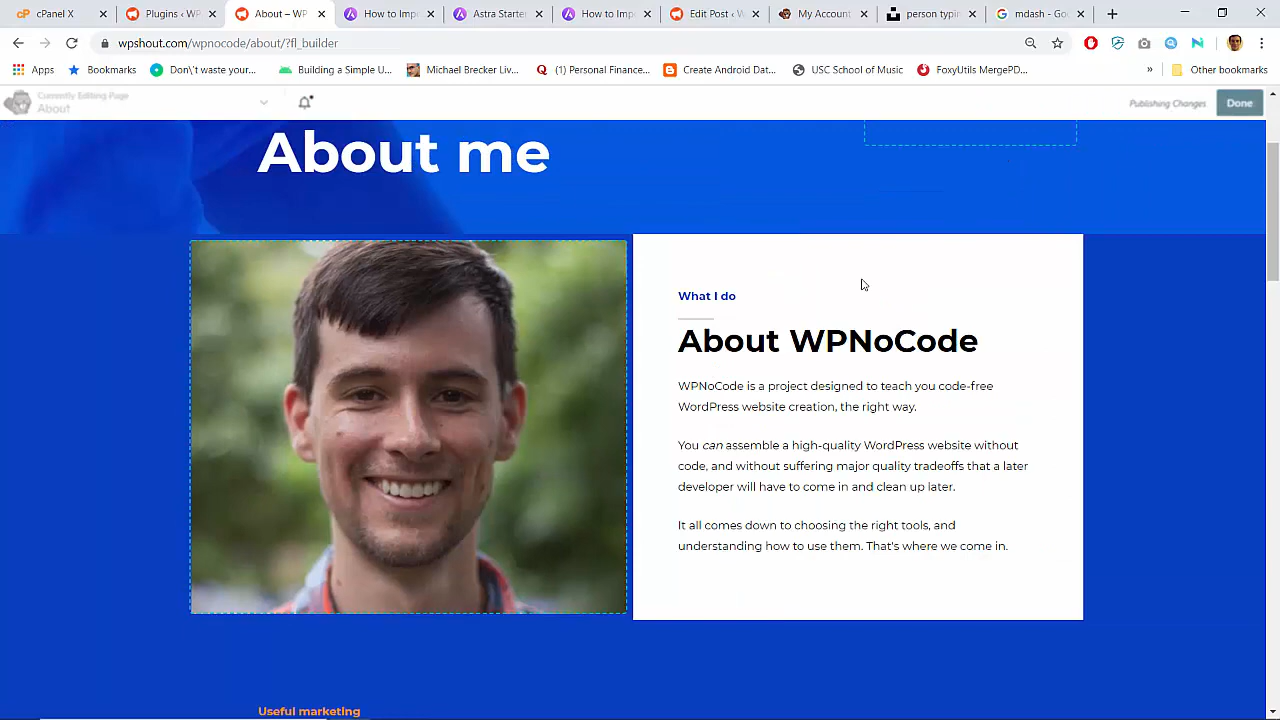 cPanel X
Plugins ‹ WP
About – WP
How to Imp
Astra Starter
How to Imp
Edit Post ‹ W
My Account
person typin
mdash - Goo
wpshout.com/wpnocode/about/?fl_builder
Apps
Bookmarks
Don\'t waste your...
Building a Simple U...
Michael Breker Liv...
(1) Personal Finance...
Create Android Dat...
USC School of Music
FoxyUtils MergePD...
Other bookmarks
Currently Editing Page
About
Publishing Changes
Done
About me
What I do
About WPNoCode
WPNoCode is a project designed to teach you code-free
WordPress website creation, the right way.
You can assemble a high-quality WordPress website without
code, and without suffering major quality tradeoffs that a later
developer will have to come in and clean up later.
It all comes down to choosing the right tools, and
understanding how to use them. That's where we come in.
Useful marketing